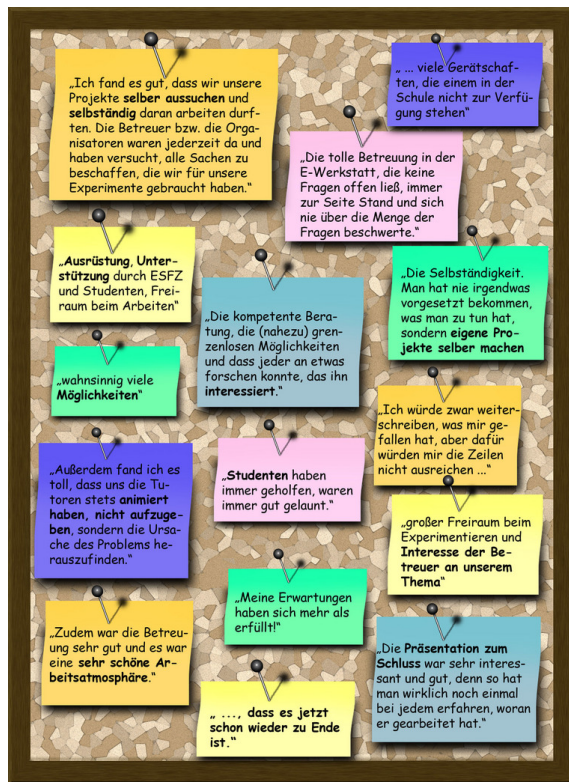 „Ich fand es gut, dass wir unsere
Projekte selber aussuchen und
selbständig daran arbeiten durf-
ten. Die Betreuer bzw. die Orga-
nisatoren waren jederzeit da und
haben versucht, alle Sachen zu
beschaffen, die wir für unsere
Experimente gebraucht haben.“
„ ... viele Gerätschaf-
ten, die einem in der
Schule nicht zur Verfü-
gung stehen“
„Die tolle Betreuung in der
E-Werkstatt, die keine
Fragen offen ließ, immer
zur Seite Stand und sich
nie über die Menge der
Fragen beschwerte.“
„Ausrüstung, Unter-
stützung durch ESFZ
und Studenten, Frei-
raum beim Arbeiten“
„Die Selbständigkeit.
Man hat nie irgendwas
vorgesetzt bekommen,
was man zu tun hat,
sondern eigene Pro-
jekte selber machen
„Die kompetente Bera-
tung, die (nahezu) gren-
zenlosen Möglichkeiten
und dass jeder an etwas
forschen konnte, das ihn
interessiert.“
„wahnsinnig viele
Möglichkeiten“
„Ich würde zwar weiter-
schreiben, was mir ge-
fallen hat, aber dafür
würden mir die Zeilen
nicht ausreichen ...“
„Außerdem fand ich es
toll, dass uns die Tu-
toren stets animiert
haben, nicht aufzuge-
ben, sondern die Ursa-
che des Problems he-
rauszufinden.“
„Studenten haben
immer geholfen, waren
immer gut gelaunt.“
„großer Freiraum beim
Experimentieren und
Interesse der Be-
treuer an unserem
Thema“
„Meine Erwartungen
haben sich mehr als
erfüllt!“
„Zudem war die Betreu-
ung sehr gut und es war
eine sehr schöne Ar-
beitsatmosphäre.“
„Die Präsentation zum
Schluss war sehr interes-
sant und gut, denn so hat
man wirklich noch einmal
bei jedem erfahren, woran
er gearbeitet hat.“
„ ..., dass es jetzt
schon wieder zu Ende
ist.“